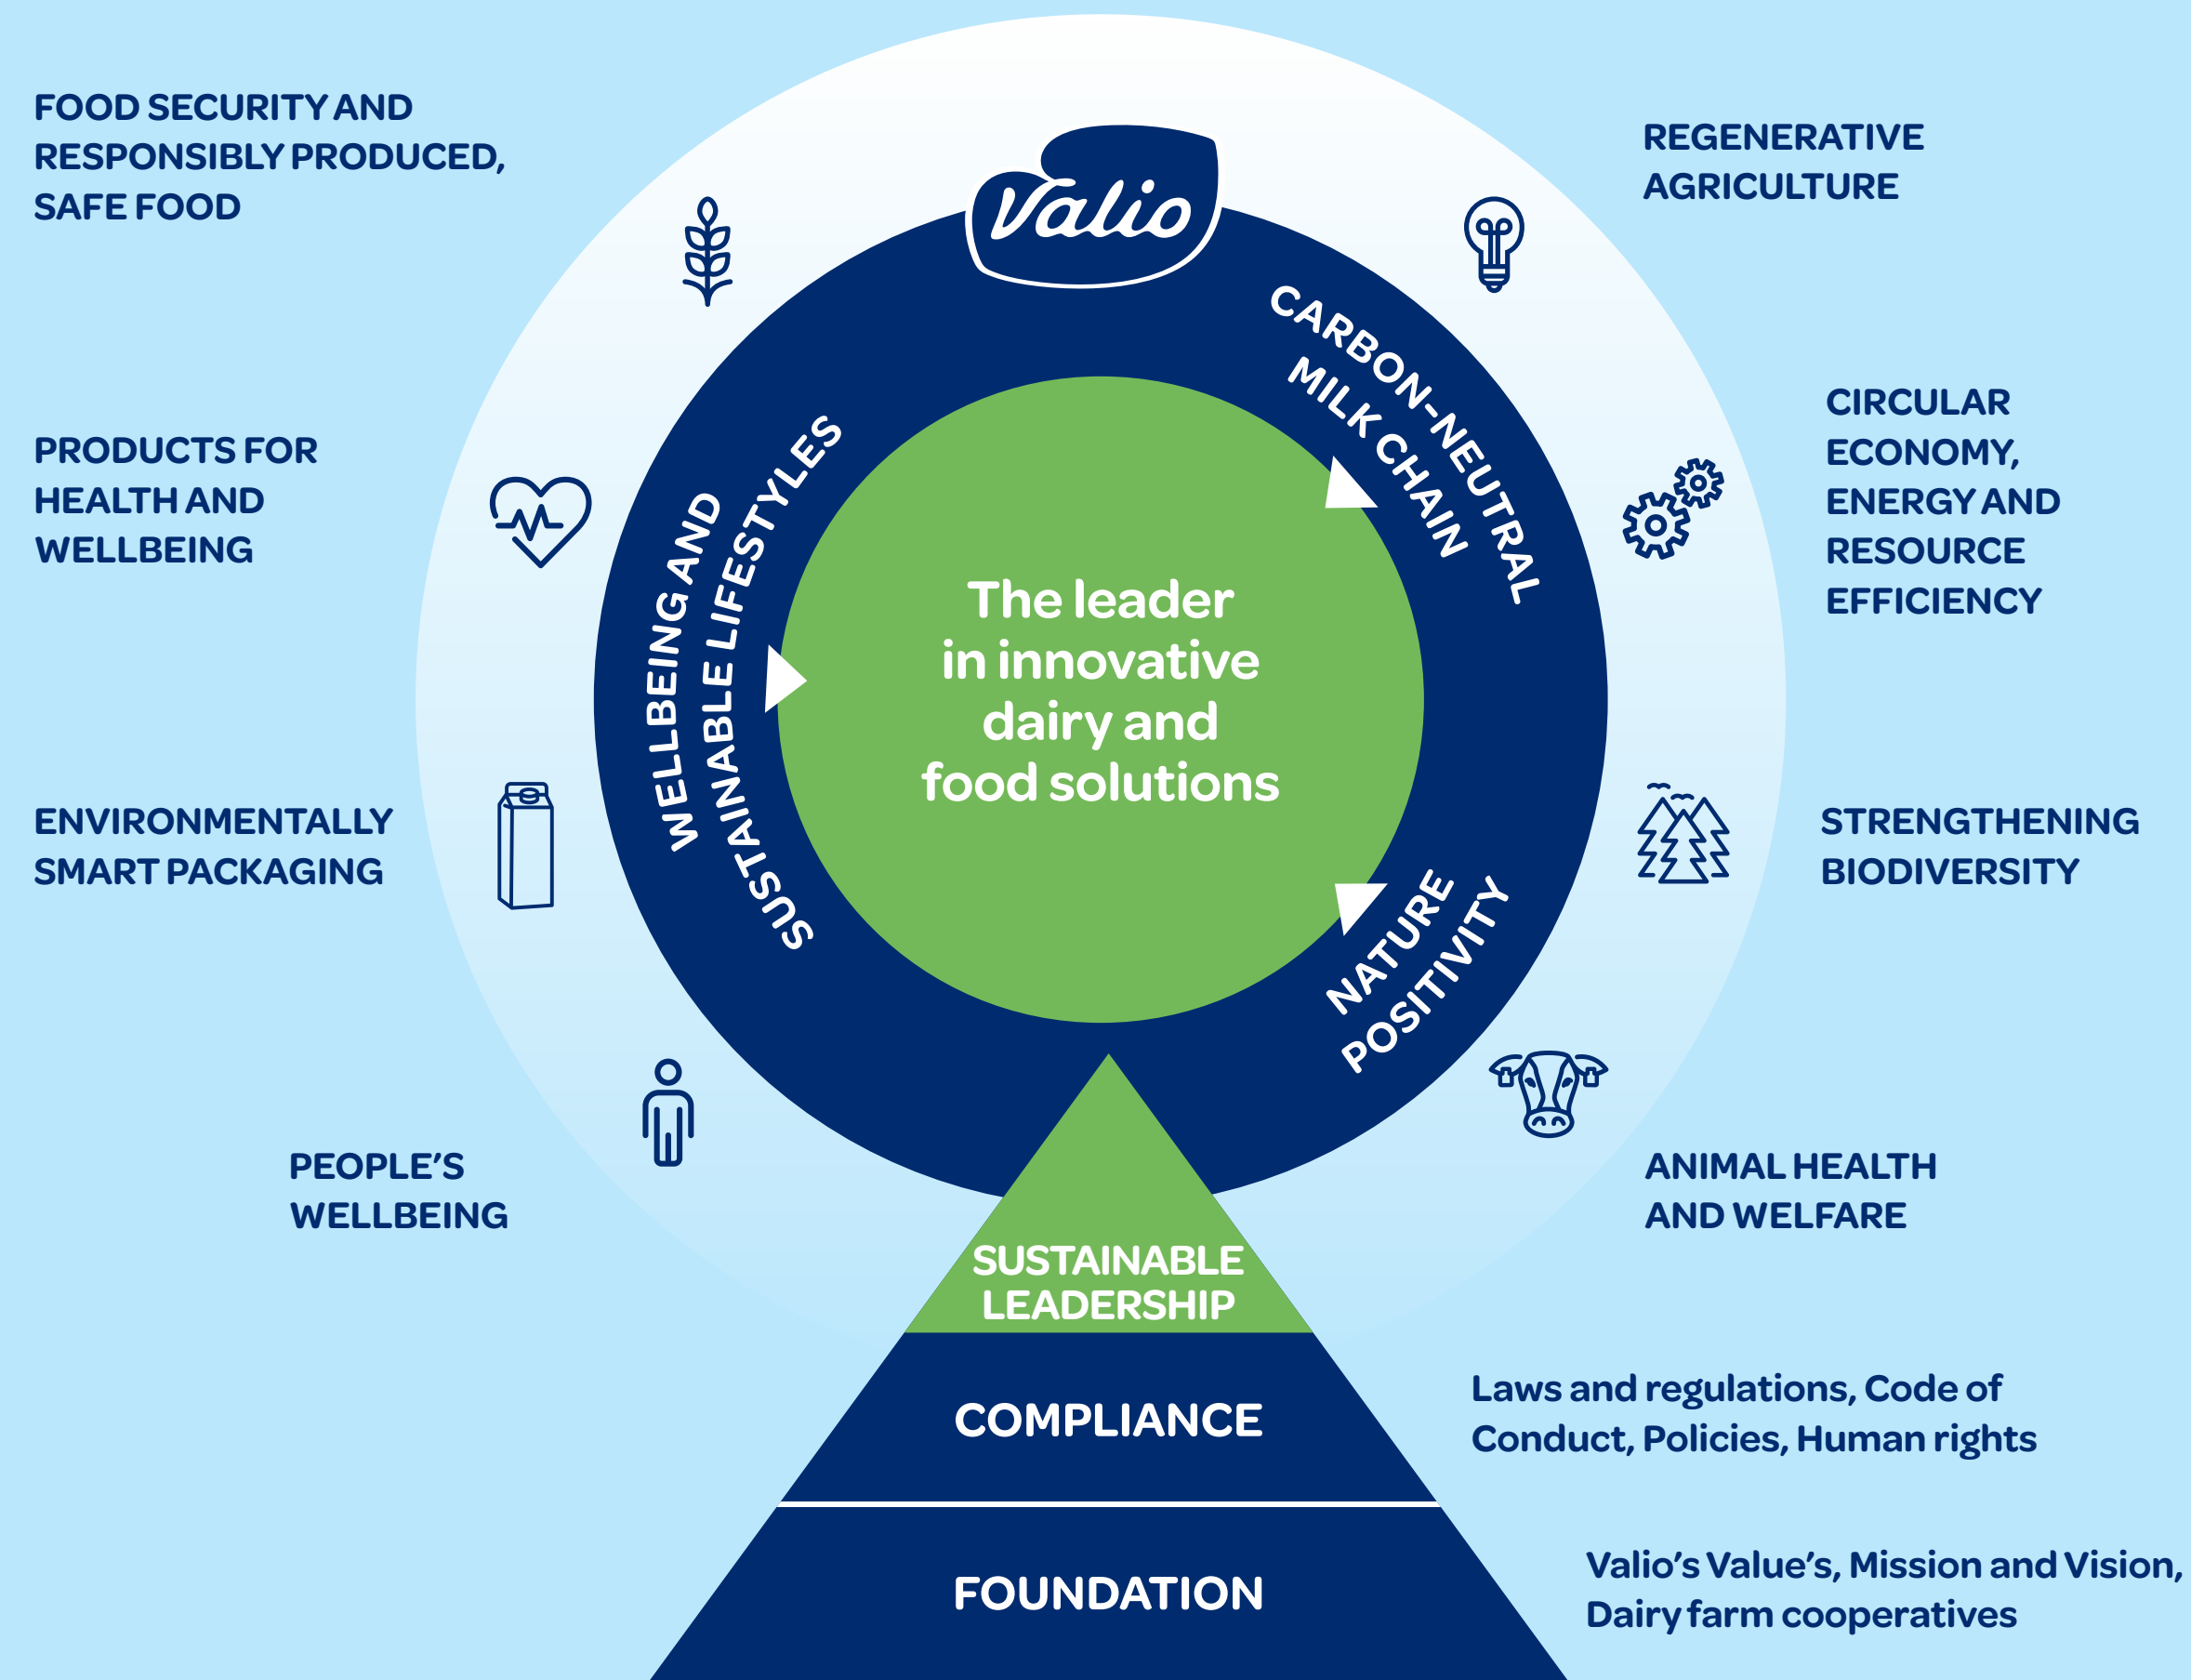 Valio
FOOD SECURITY AND
RESPONSIBLY PRODUCED,
SAFE FOOD
PRODUCTS FOR
HEALTH AND
WELLBEING
ENVIRONMENTALLY
SMART PACKAGING
PEOPLE’S
WELLBEING
WELLBEING AND
SUSTAINABLE LIFESTYLES
The leader
in innovative
dairy and
food solutions
CARBON-NEUTRAL
MILK CHAIN
NATURE
POSITIVITY
REGENERATIVE
AGRICULTURE
CIRCULAR
ECONOMY,
ENERGY AND
RESOURCE
EFFICIENCY
STRENGTHENING
BIODIVERSITY
ANIMAL HEALTH
AND WELFARE
SUSTAINABLE
LEADERSHIP
COMPLIANCE
Laws and regulations, Code of
Conduct, Policies, Human rights
FOUNDATION
Valio’s Value’s, Mission and Vision,
Dairy farm cooperatives